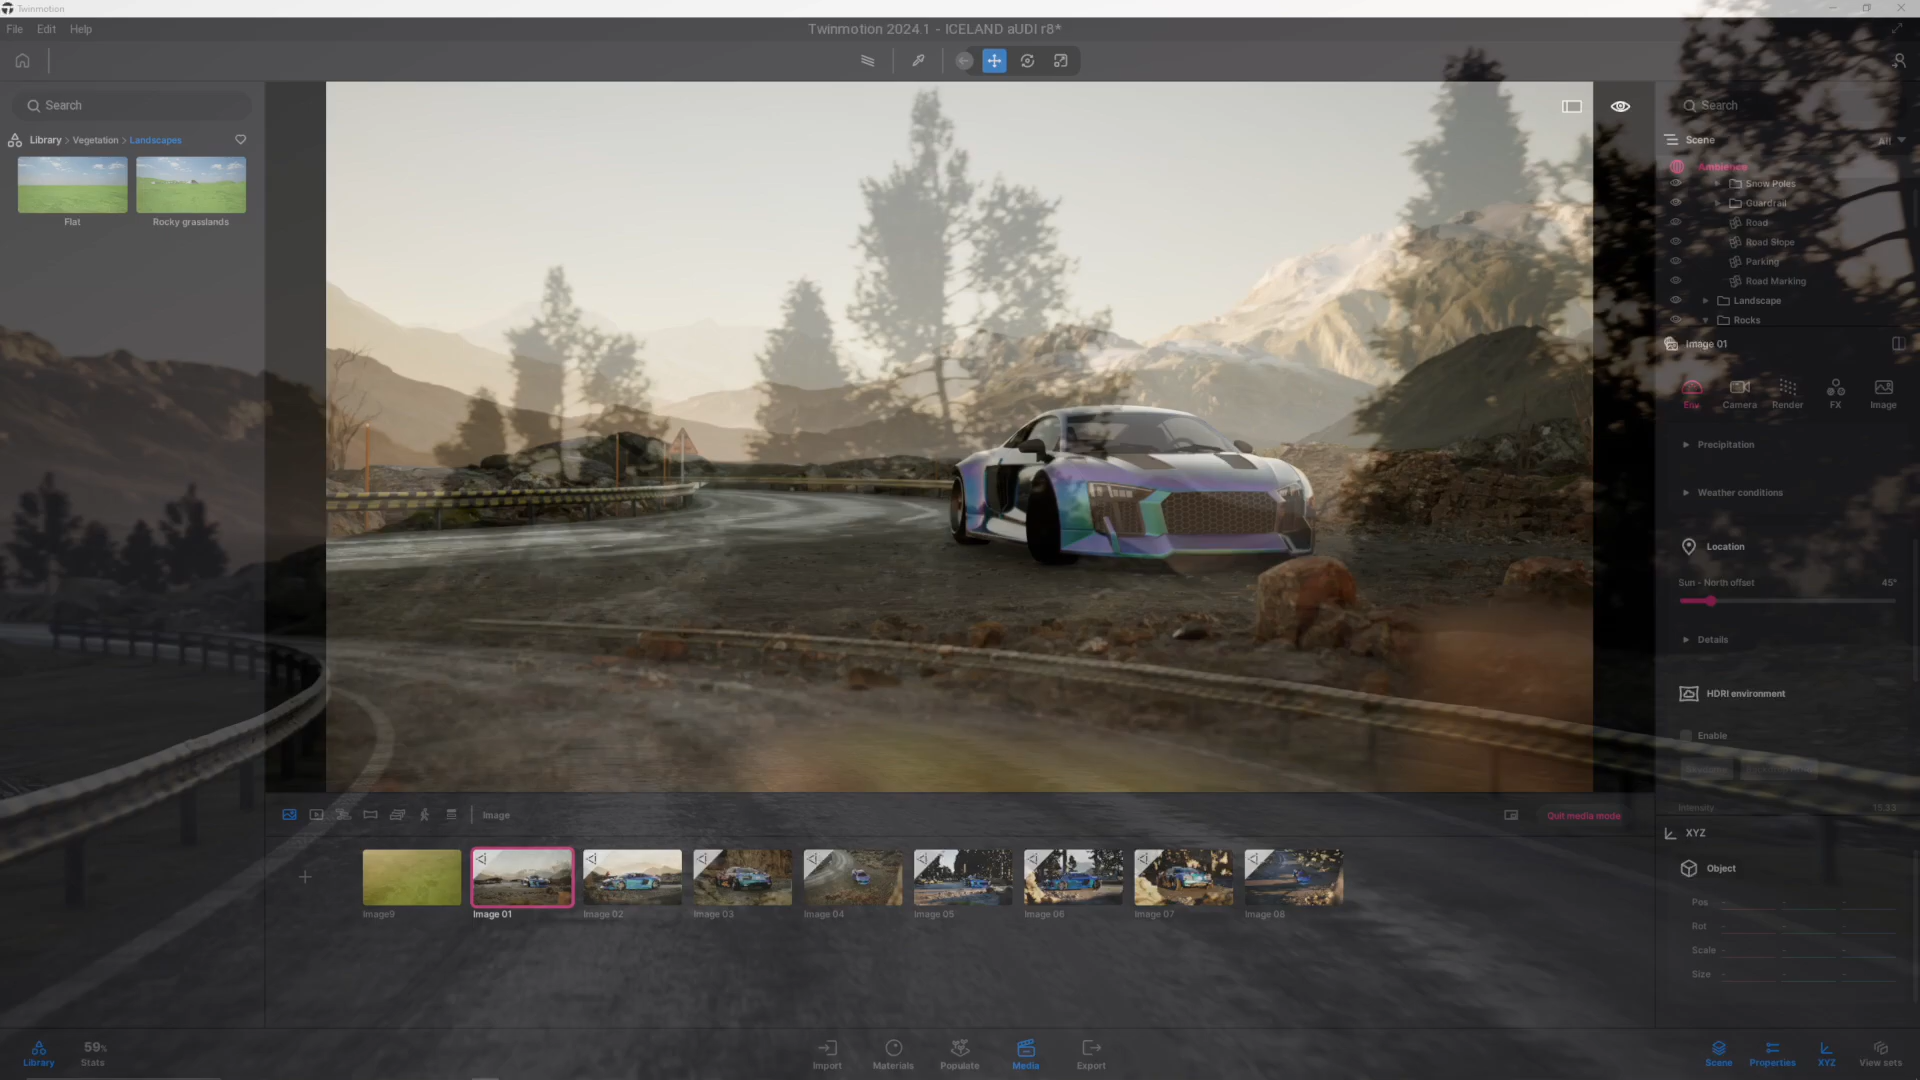 Twinmotion
File Edit Help
Twinmotion 2024.1 - ICELAND aUDI r8*
Search
Library > Vegetation > Landscapes
Flat
Rocky grasslands
Search
Scene
All
Ambience
Snow Poles
Guardrail
Road
Road Slope
Parking
Road Marking
Landscape
Rocks
Image 01
Env Camera Render FX Image
Precipitation
Weather conditions
Location
Sun - North offset 45°
Details
HDRI environment
Enable
Intensity 15.33
XYZ
Object
Pos - - -
Rot - - -
Scale - - -
Size - - -
Image
Quit media mode
Image9
Image 01
Image 02
Image 03
Image 04
Image 05
Image 06
Image 07
Image 08
Library
59%
Stats
Import
Materials
Populate
Media
Export
Scene
Properties
XYZ
View sets